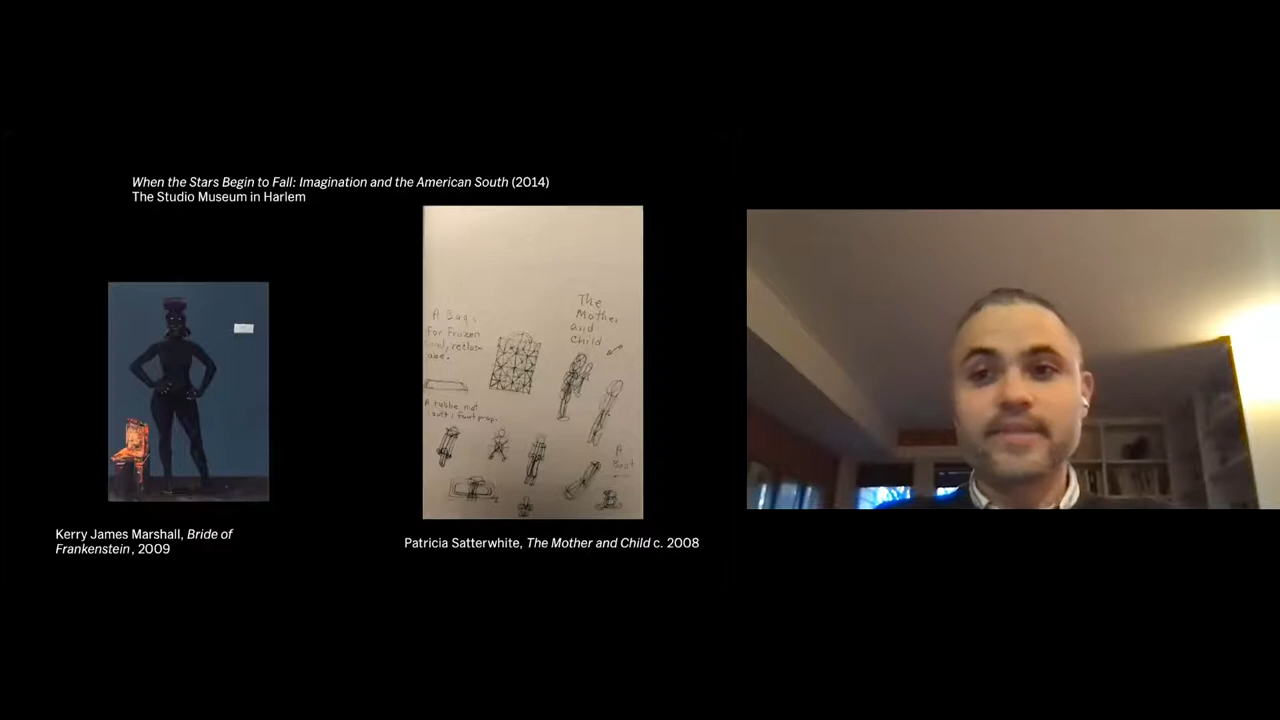 When the Stars Begin to Fall: Imagination and the American South (2014)
The Studio Museum in Harlem
A Bag,
For Frozen
The
Mother
and
Child
A
Kerry James Marshall, Bride of
Frankenstein, 2009
Patricia Satterwhite, The Mother and Child c. 2008